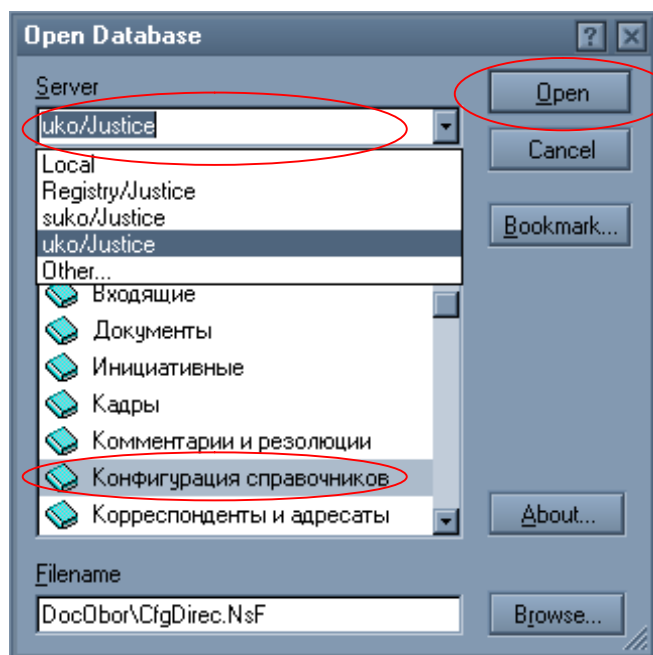 Open Database
Server
uko/Justice
Local
Registry/Justice
suko/Justice
uko/Justice
Other...
Входящие
Документы
Инициативные
Кадры
Комментарии и резолюции
Конфигурация справочников
Корреспонденты и адресаты
Filename
DocObor\CfgDirec.NsF
Open
Cancel
Bookmark...
About...
Browse...